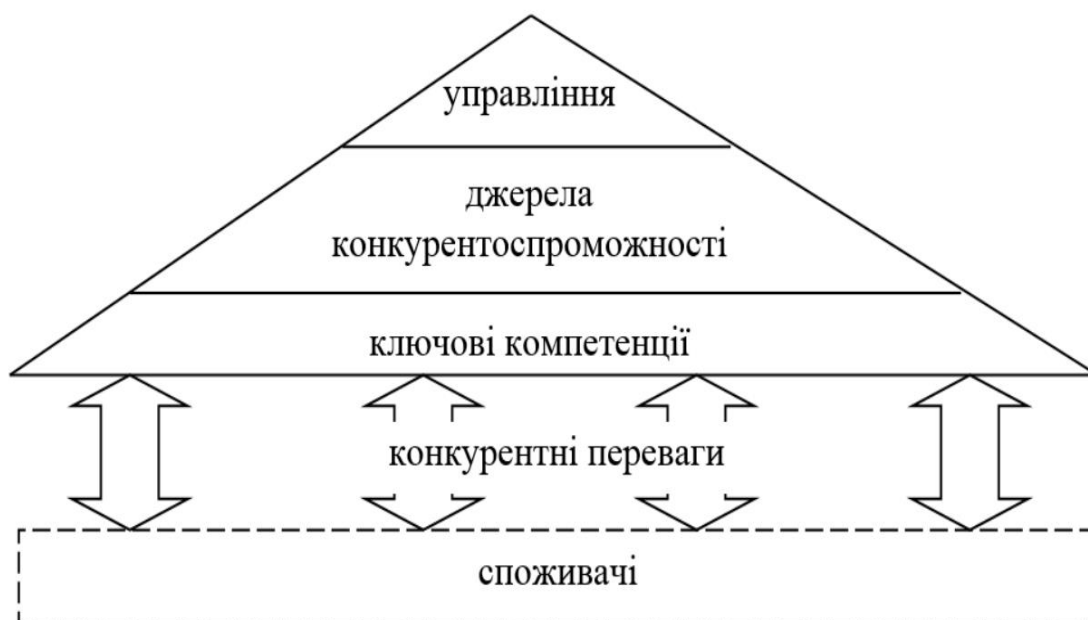 управління
джерела
конкурентоспроможності
ключові компетенції
конкурентні переваги
споживачі